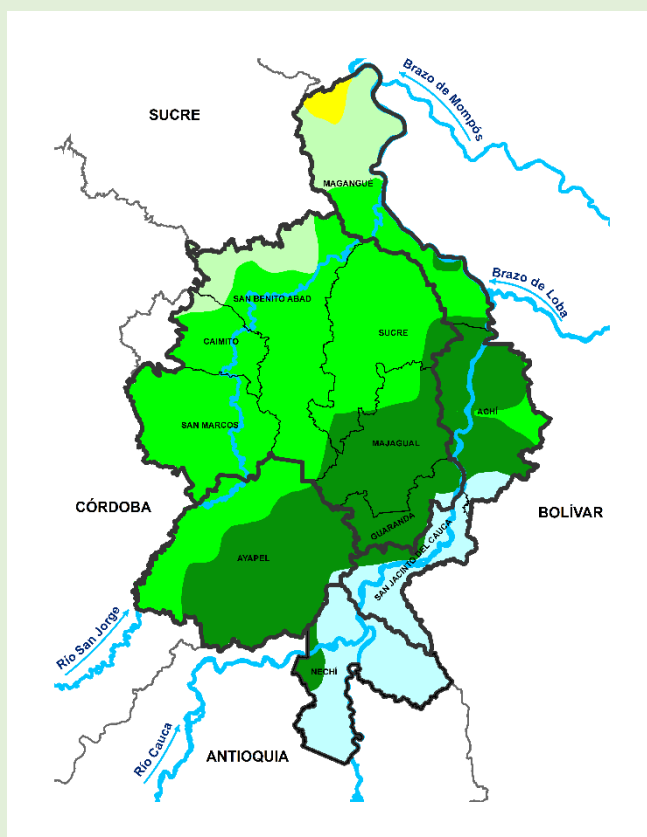 Brazo de Mompós
SUCRE
MAGANGUÉ
Brazo de Loba
SAN BENITO ABAD
SUCRE
CAIMITO
ACHÍ
SAN MARCOS
MAJAGUAL
CÓRDOBA
BOLÍVAR
GUARANDA
AYAPEL
SAN JACINTO DEL CAUCA
Río San Jorge
NECHÍ
Río Cauca
ANTIOQUIA